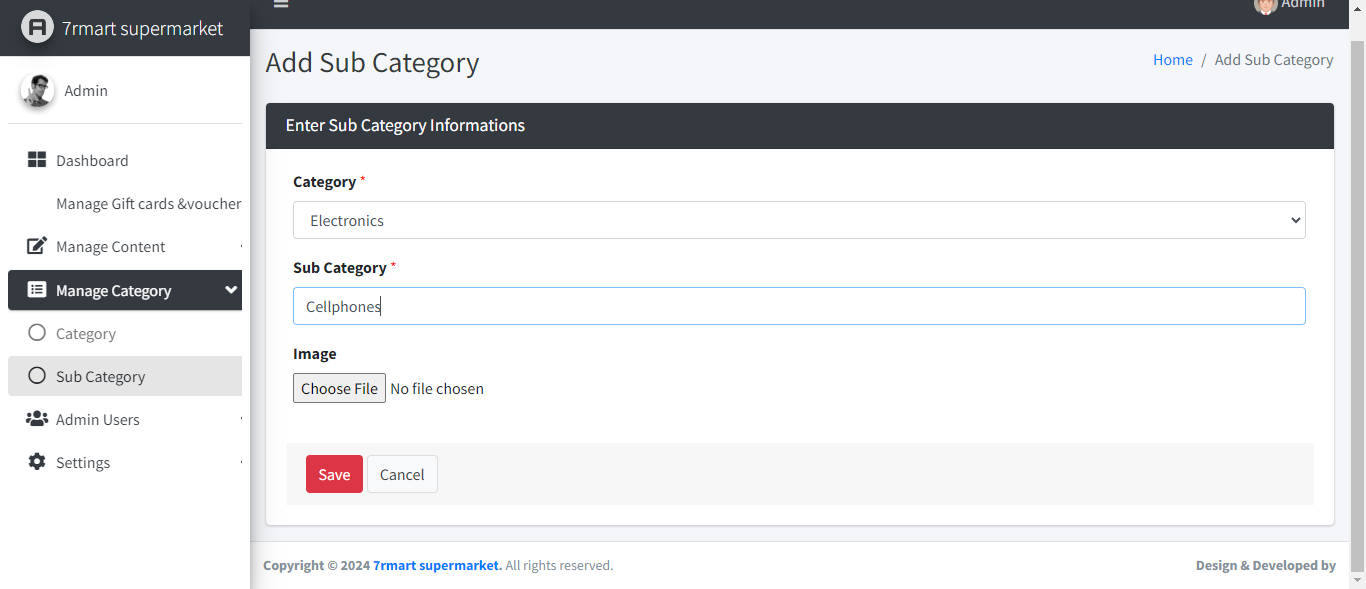 7rmart supermarket
Admin
Admin
Dashboard
Manage Gift cards &voucher
Manage Content
Manage Category
Category
Sub Category
Admin Users
Settings
Add Sub Category
Home / Add Sub Category
Enter Sub Category Informations
Category *
Electronics
Sub Category *
Cellphones
Image
Choose File No file chosen
Save Cancel
Copyright © 2024 7rmart supermarket. All rights reserved.
Design & Developed by